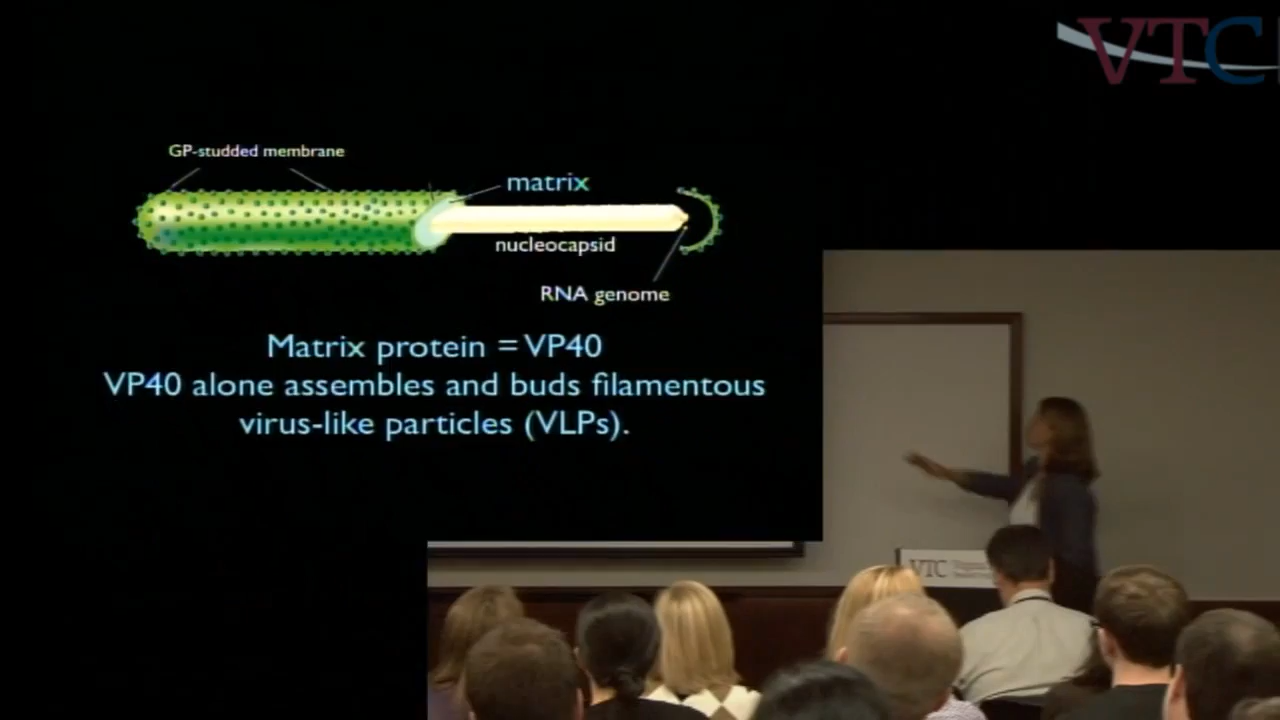 VTC
GP-studded membrane
matrix
nucleocapsid
RNA genome
Matrix protein = VP40
VP40 alone assembles and buds filamentous
virus-like particles (VLPs).
VTC